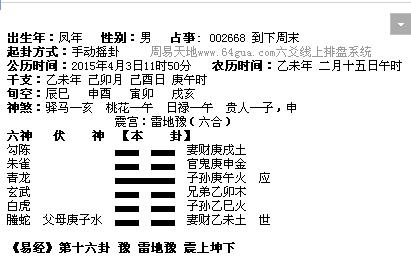 出生年：凤年  性别：男  占事：002668 到下周末
起卦方式：手动摇卦  周易天地www.64gua.com六爻线上排盘系统
公历时间：2015年4月3日11时50分  农历时间：乙未年 二月十五日午时
干支：乙未年 己卯月 己酉日 庚午时
旬空：辰巳  申酉  寅卯  戌亥
神煞：驿马—亥 桃花—午 日禄—午 贵人—子，申
震宫：雷地豫(六合)
六神  伏  神  【本  卦】
勾陈  妻财庚戌土
朱雀  官鬼庚申金
青龙  子孙庚午火  应
玄武  兄弟乙卯木
白虎  子孙乙巳火
螣蛇  父母庚子水  妻财乙未土  世
《易经》第十六卦 豫 雷地豫 震上坤下